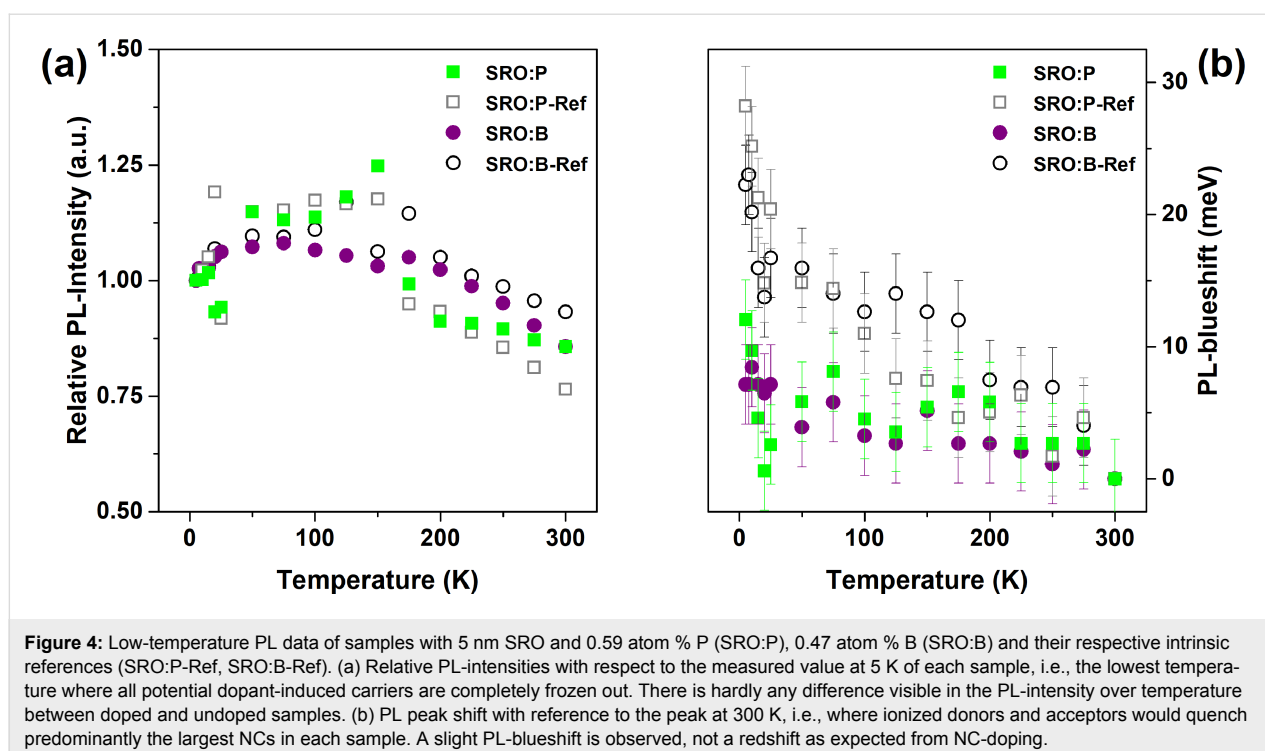 (a)
1.50
1.25
1.00
0.75
0.50
Relative PL-Intensity (a.u.)
SRO:P
SRO:P-Ref
SRO:B
SRO:B-Ref
0
100
200
300
Temperature (K)
(b)
SRO:P
SRO:P-Ref
SRO:B
SRO:B-Ref
30
20
10
0
PL-blueshift (meV)
0
100
200
300
Temperature (K)
Figure 4: Low-temperature PL data of samples with 5 nm SRO and 0.59 atom % P (SRO:P), 0.47 atom % B (SRO:B) and their respective intrinsic
references (SRO:P-Ref, SRO:B-Ref). (a) Relative PL-intensities with respect to the measured value at 5 K of each sample, i.e., the lowest tempera-
ture where all potential dopant-induced carriers are completely frozen out. There is hardly any difference visible in the PL-intensity over temperature
between doped and undoped samples. (b) PL peak shift with reference to the peak at 300 K, i.e., where ionized donors and acceptors would quench
predominantly the largest NCs in each sample. A slight PL-blueshift is observed, not a redshift as expected from NC-doping.